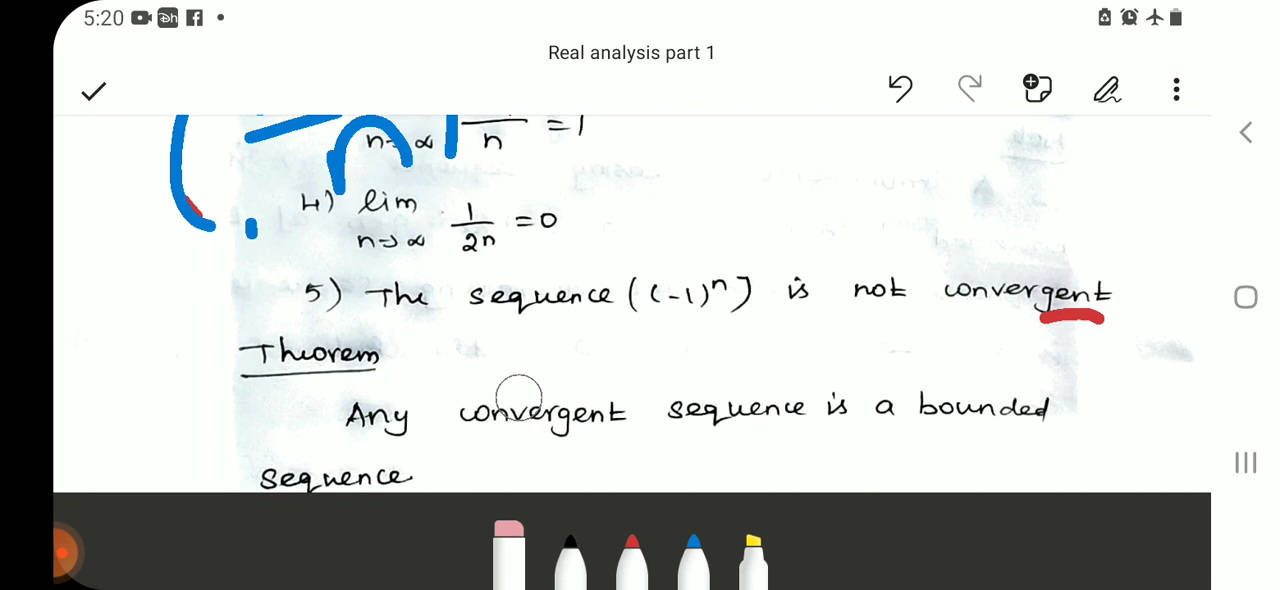 5:20
Real analysis part 1
n→∞ n =1
4) lim 1/2n =0
n→∞
5) The sequence ((-1)ⁿ) is not convergent
Theorem
Any convergent sequence is a bounded
sequence